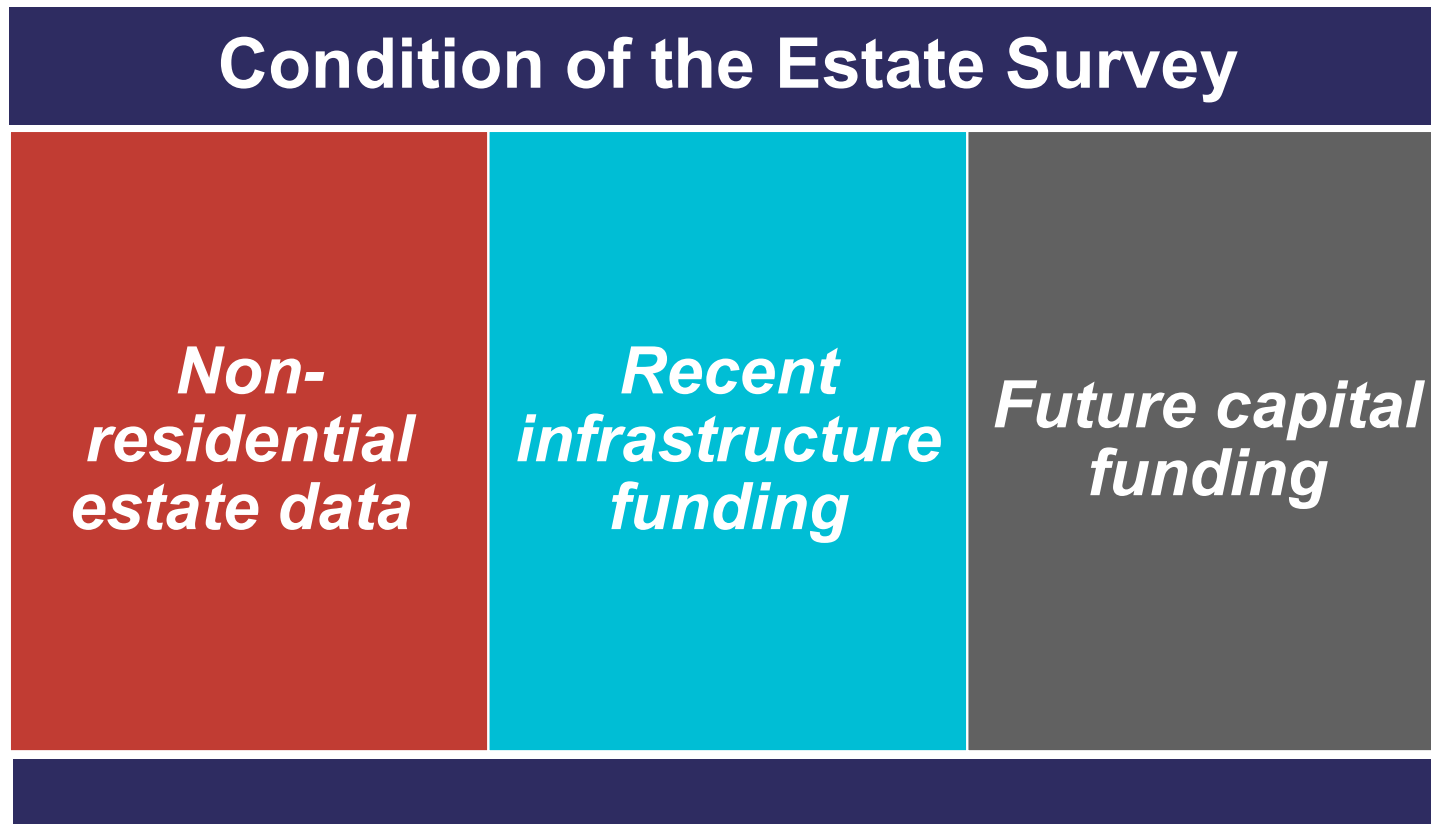 Condition of the Estate Survey
Non-
residential
estate data
Recent
infrastructure
funding
Future capital
funding